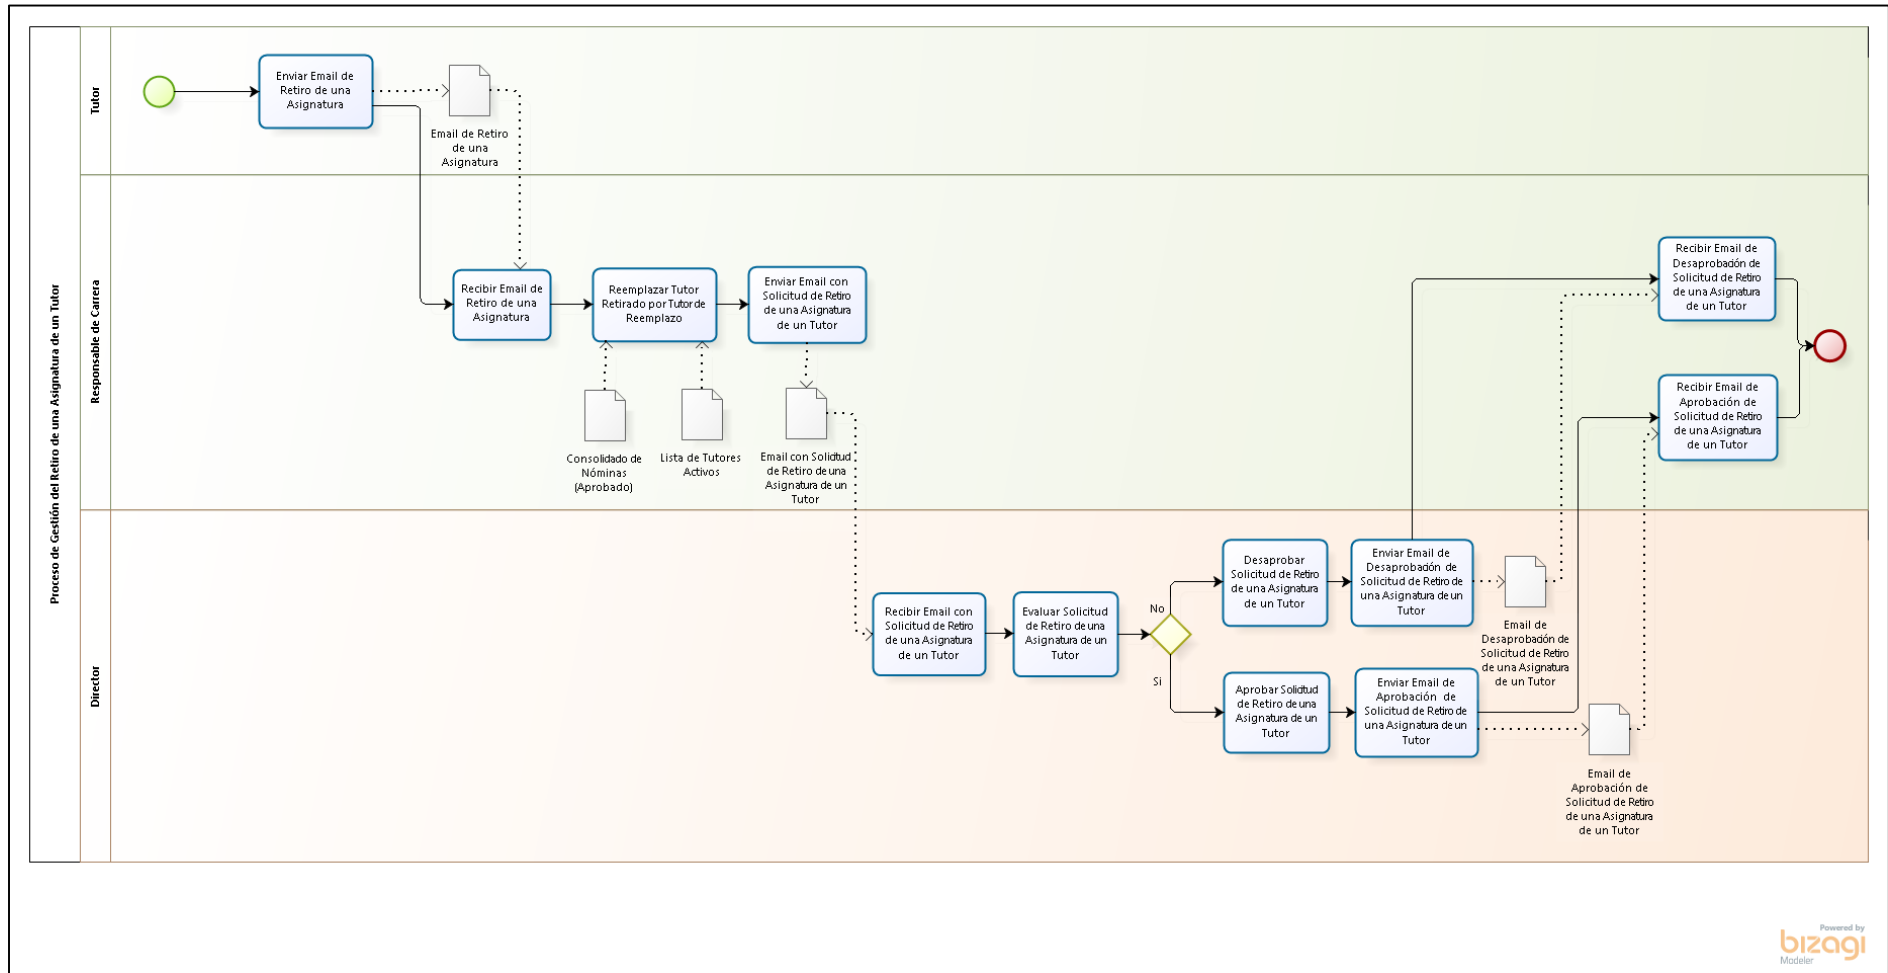 Proceso de Gestión del Retiro de una Asignatura de un Tutor
Tutor
Enviar Email de
Retiro de una
Asignatura
Email de Retiro
de una
Asignatura
Responsable de Carrera
Recibir Email de
Retiro de una
Asignatura
Reemplazar Tutor
Retirado por Tutor de
Reemplazo
Enviar Email con
Solicitud de Retiro
de una Asignatura
de un Tutor
Consolidado de
Nóminas
(Aprobado)
Lista de Tutores
Activos
Email con Solicitud
de Retiro de una
Asignatura de un
Tutor
Recibir Email de
Desaprobación de
Solicitud de Retiro
de una Asignatura
de un Tutor
Recibir Email de
Aprobación de
Solicitud de Retiro
de una Asignatura
de un Tutor
Director
Recibir Email con
Solicitud de Retiro
de una Asignatura
de un Tutor
Evaluar Solicitud
de Retiro de una
Asignatura de un
Tutor
No
Si
Desaprobar
Solicitud de Retiro
de una Asignatura
de un Tutor
Enviar Email de
Desaprobación de
Solicitud de Retiro de
una Asignatura de un
Tutor
Email de
Desaprobación de
Solicitud de Retiro
de una Asignatura
de un Tutor
Aprobar Solicitud
de Retiro de una
Asignatura de un
Tutor
Enviar Email de
Aprobación de
Solicitud de Retiro de
una Asignatura de un
Tutor
Email de
Aprobación de
Solicitud de Retiro
de una Asignatura
de un Tutor
Powered by
bizagi
Modeler